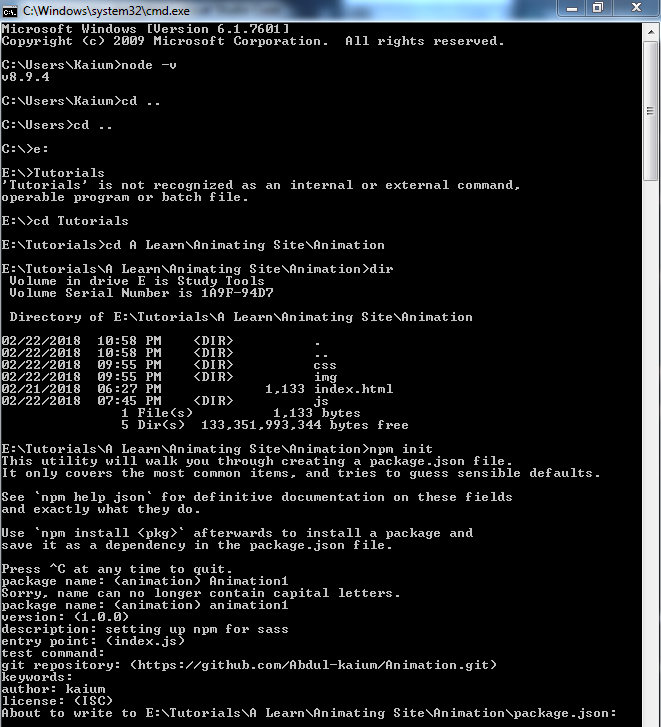 C:\Windows\system32\cmd.exe
Microsoft Windows [Version 6.1.7601]
Copyright (c) 2009 Microsoft Corporation.  All rights reserved.
C:\Users\Kaium>node -v
v8.9.4
C:\Users\Kaium>cd ..
C:\Users>cd ..
C:\>e:
E:\>Tutorials
'Tutorials' is not recognized as an internal or external command,
operable program or batch file.
E:\>cd Tutorials
E:\Tutorials>cd A Learn\Animating Site\Animation
E:\Tutorials\A Learn\Animating Site\Animation>dir
 Volume in drive E is Study Tools
 Volume Serial Number is 1A9F-94D7
 Directory of E:\Tutorials\A Learn\Animating Site\Animation
02/22/2018  10:58 PM    <DIR>          .
02/22/2018  10:58 PM    <DIR>          ..
02/22/2018  09:55 PM    <DIR>          css
02/22/2018  09:55 PM    <DIR>          img
02/21/2018  06:27 PM             1,133 index.html
02/22/2018  07:45 PM    <DIR>          js
               1 File(s)          1,133 bytes
               5 Dir(s)  133,351,993,344 bytes free
E:\Tutorials\A Learn\Animating Site\Animation>npm init
This utility will walk you through creating a package.json file.
It only covers the most common items, and tries to guess sensible defaults.
See `npm help json` for definitive documentation on these fields
and exactly what they do.
Use `npm install <pkg>` afterwards to install a package and
save it as a dependency in the package.json file.
Press ^C at any time to quit.
package name: (animation) Animation1
Sorry, name can no longer contain capital letters.
package name: (animation) animation1
version: (1.0.0)
description: setting up npm for sass
entry point: (index.js)
test command:
git repository: (https://github.com/Abdul-kaium/Animation.git)
keywords:
author: kaium
license: (ISC)
About to write to E:\Tutorials\A Learn\Animating Site\Animation\package.json: